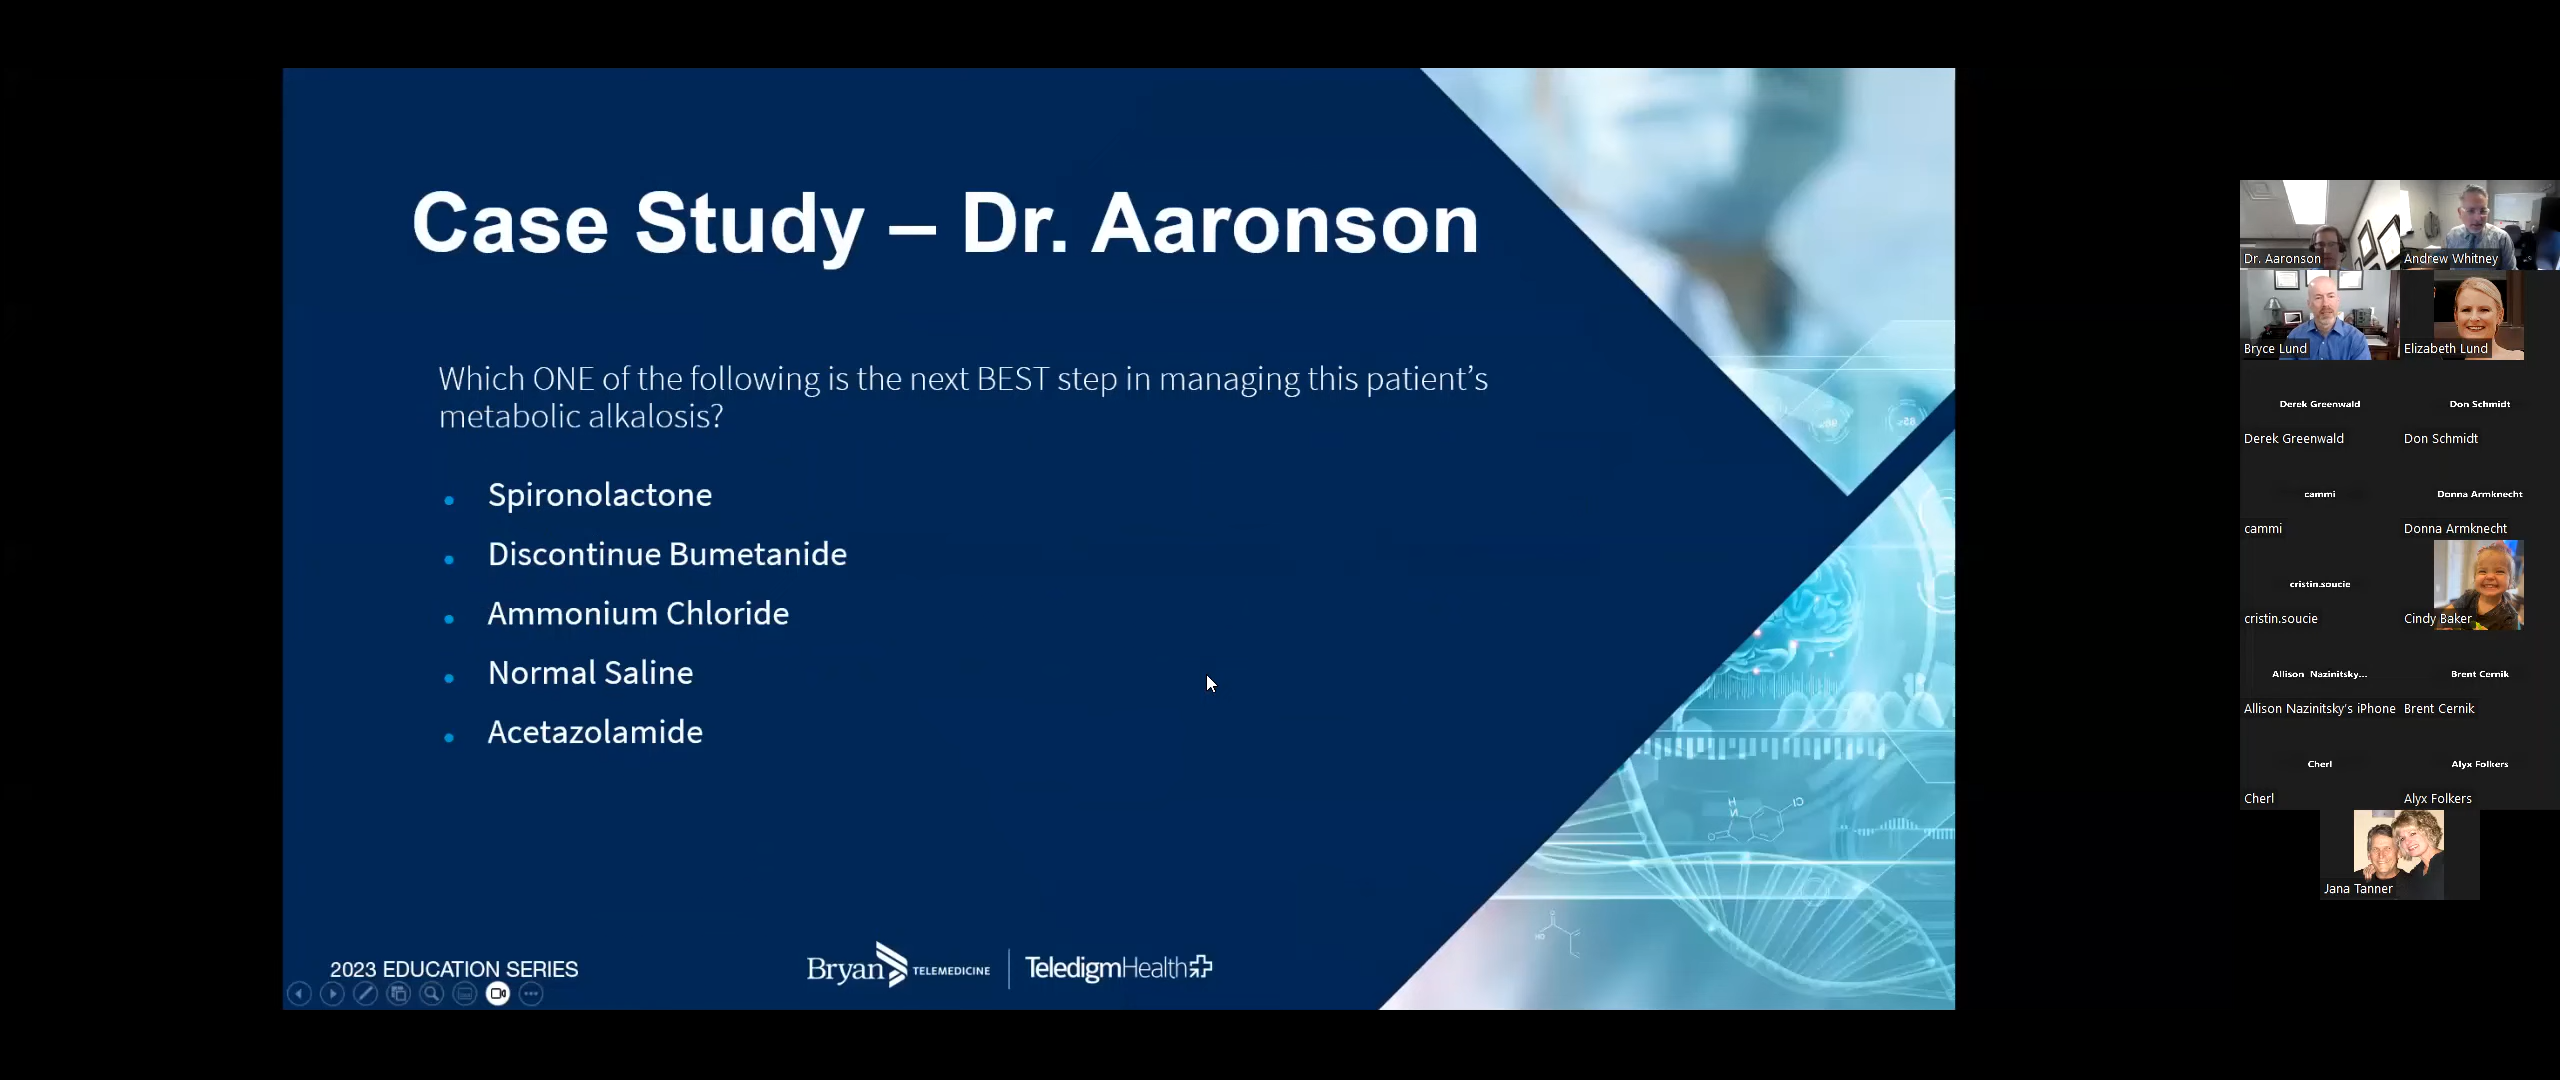 Case Study – Dr. Aaronson
Which ONE of the following is the next BEST step in managing this patient's
metabolic alkalosis?
Spironolactone
Discontinue Bumetanide
Ammonium Chloride
Normal Saline
Acetazolamide
2023 EDUCATION SERIES
Bryan TELEMEDICINE
TeledigmHealth
Dr. Aaronson
Andrew Whitney
Bryce Lund
Elizabeth Lund
Derek Greenwald
Don Schmidt
Derek Greenwald
Don Schmidt
cammi
Donna Armknecht
cammi
Donna Armknecht
cristin.soucie
cristin.soucie
Cindy Baker
Allison Nazinitsky...
Brent Cernik
Allison Nazinitsky's iPhone
Brent Cernik
Cherl
Alyx Folkers
Cherl
Alyx Folkers
Jana Tanner
H
N
O
Cl
HO
O